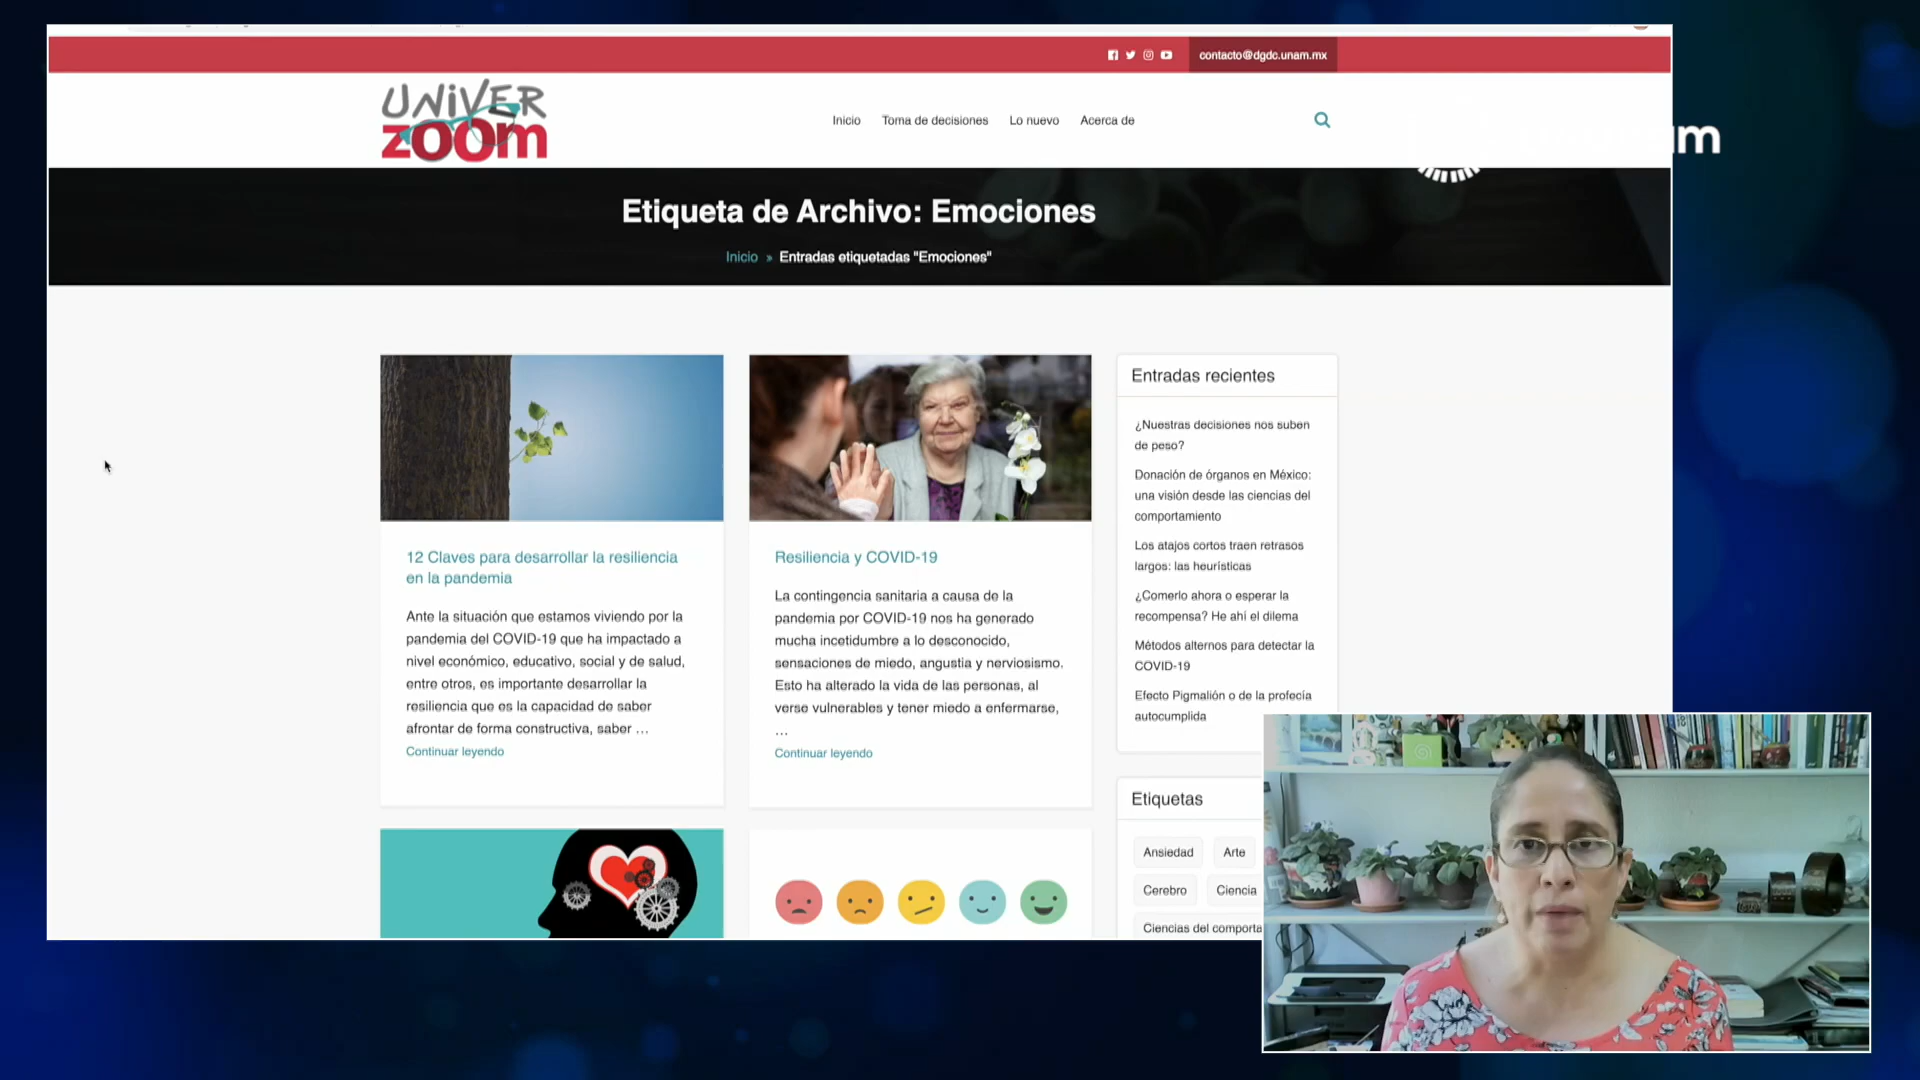 contacto@dgdc.unam.mx
UNiVER
zoom
Inicio Toma de decisiones Lo nuevo Acerca de
Etiqueta de Archivo: Emociones
Inicio » Entradas etiquetadas "Emociones"
12 Claves para desarrollar la resiliencia
en la pandemia
Ante la situación que estamos viviendo por la
pandemia del COVID-19 que ha impactado a
nivel económico, educativo, social y de salud,
entre otros, es importante desarrollar la
resiliencia que es la capacidad de saber
afrontar de forma constructiva, saber …
Continuar leyendo
Resiliencia y COVID-19
La contingencia sanitaria a causa de la
pandemia por COVID-19 nos ha generado
mucha incetidumbre a lo desconocido,
sensaciones de miedo, angustia y nerviosismo.
Esto ha alterado la vida de las personas, al
verse vulnerables y tener miedo a enfermarse,
…
Continuar leyendo
Entradas recientes
¿Nuestras decisiones nos suben
de peso?
Donación de órganos en México:
una visión desde las ciencias del
comportamiento
Los atajos cortos traen retrasos
largos: las heurísticas
¿Comerlo ahora o esperar la
recompensa? He ahí el dilema
Métodos alternos para detectar la
COVID-19
Efecto Pigmalión o de la profecía
autocumplida
Etiquetas
Ansiedad Arte
Cerebro Ciencia
Ciencias del comporta